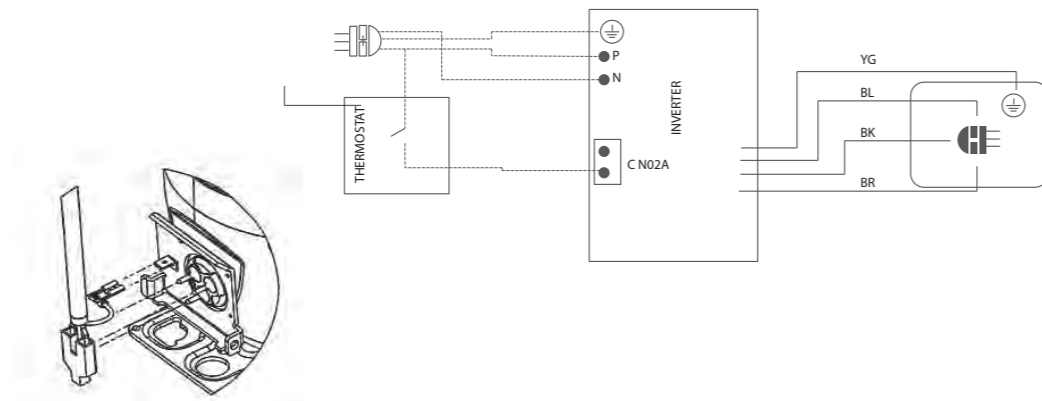 P
N
THERMOSTAT
INVERTER
C N02A
YG
BL
BK
BR